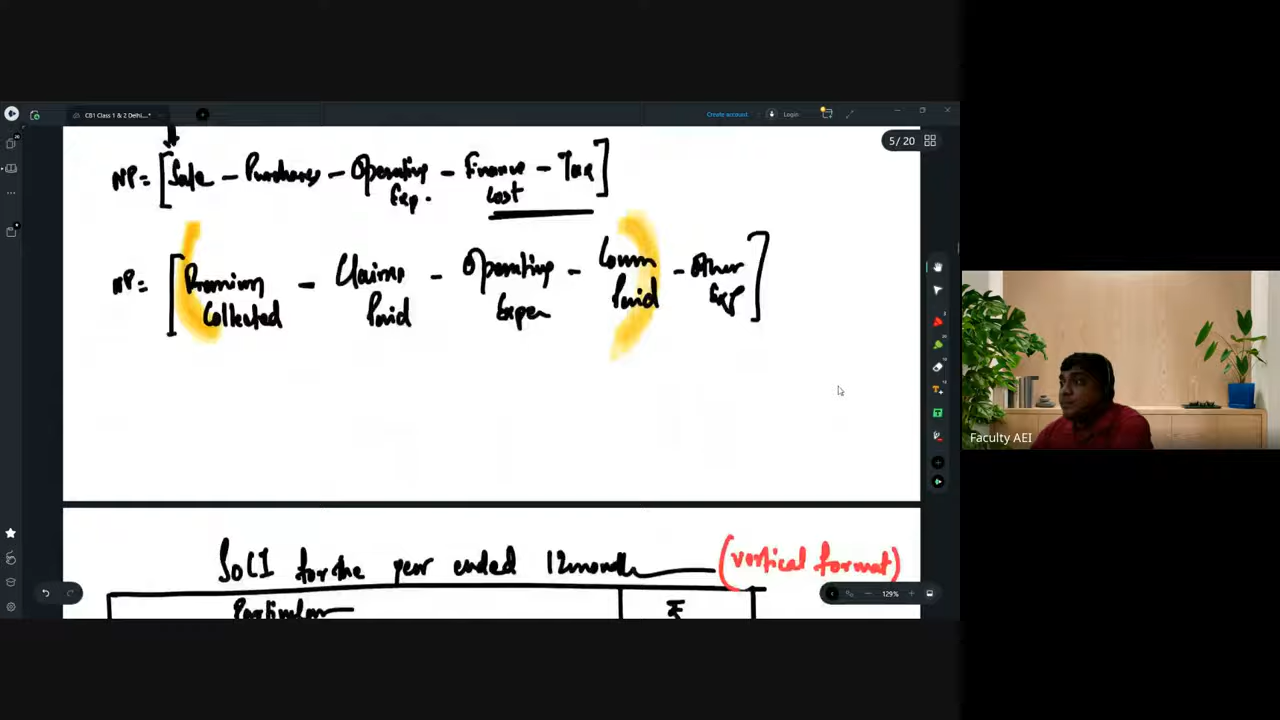 CB1 Class 1 & 2 Delhi...*
Create account
Login
5 / 20
NP = [Sale - Purchases - Operating Exp. - Finance Cost - Tax]
NP = [Premium Collected - Claims Paid - Operating Expen - Comm Paid - Other Exp]
SOCI for the year ended 12 month
(vertical format)
Particular
₹
129%
Faculty AEI